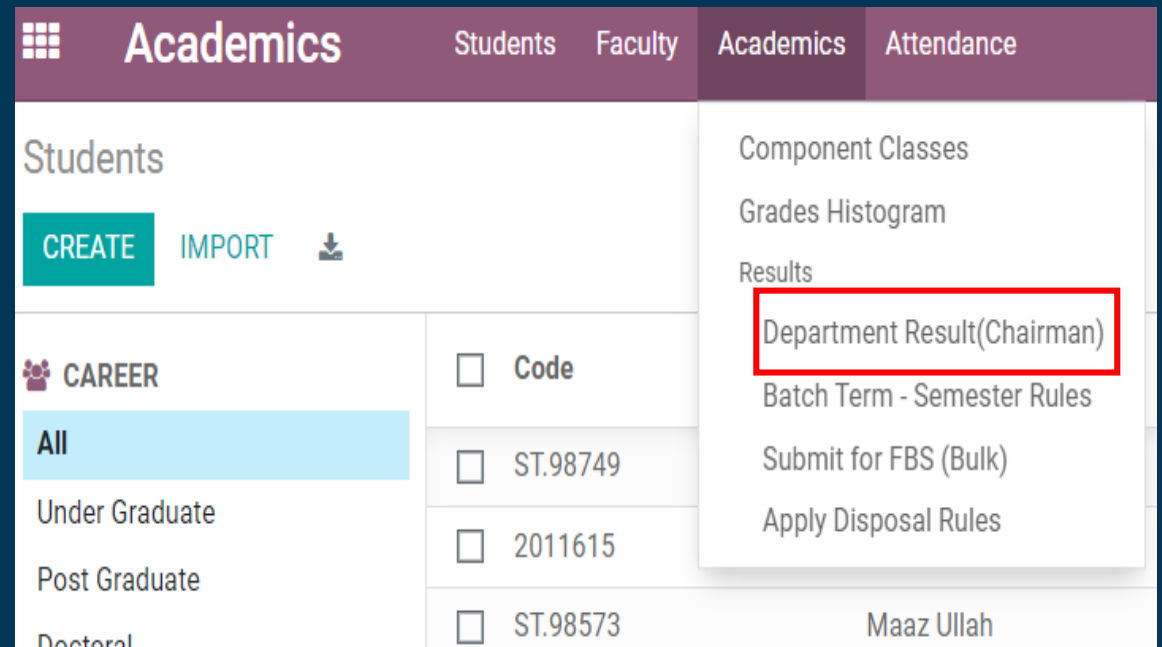 Academics Students Faculty Academics Attendance
Students
CREATE IMPORT
CAREER
All
Under Graduate
Post Graduate
Doctoral
Code
ST.98749
2011615
ST.98573 Maaz Ullah
Component Classes
Grades Histogram
Results
Department Result(Chairman)
Batch Term - Semester Rules
Submit for FBS (Bulk)
Apply Disposal Rules